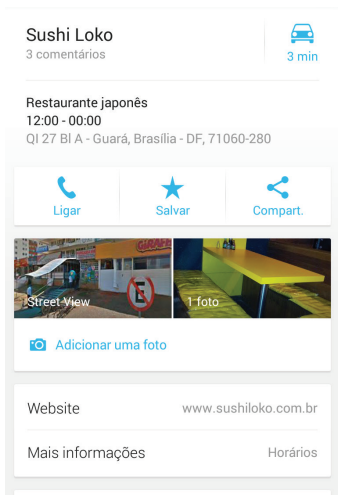 Sushi Loko
3 comentários
3 min
Restaurante japonês
12:00 - 00:00
QI 27 Bl A - Guará, Brasília - DF, 71060-280
Ligar
Salvar
Compart.
GIRAFFAS
E
Street View
1 foto
Adicionar uma foto
Website
www.sushiloko.com.br
Mais informações
Horários